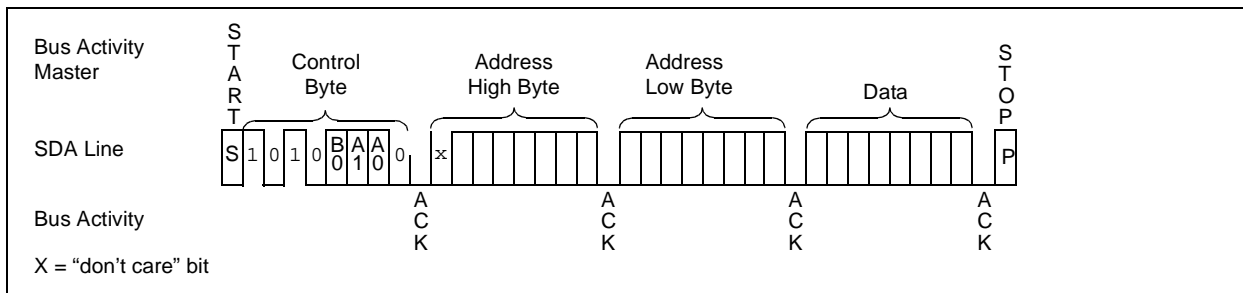 Bus Activity
Master
START
Control
Byte
Address
High Byte
Address
Low Byte
Data
STOP
SDA Line
S 1 0 1 0 B0 A1 A0 0 x P
Bus Activity
ACK
ACK
ACK
ACK
X = “don’t care” bit